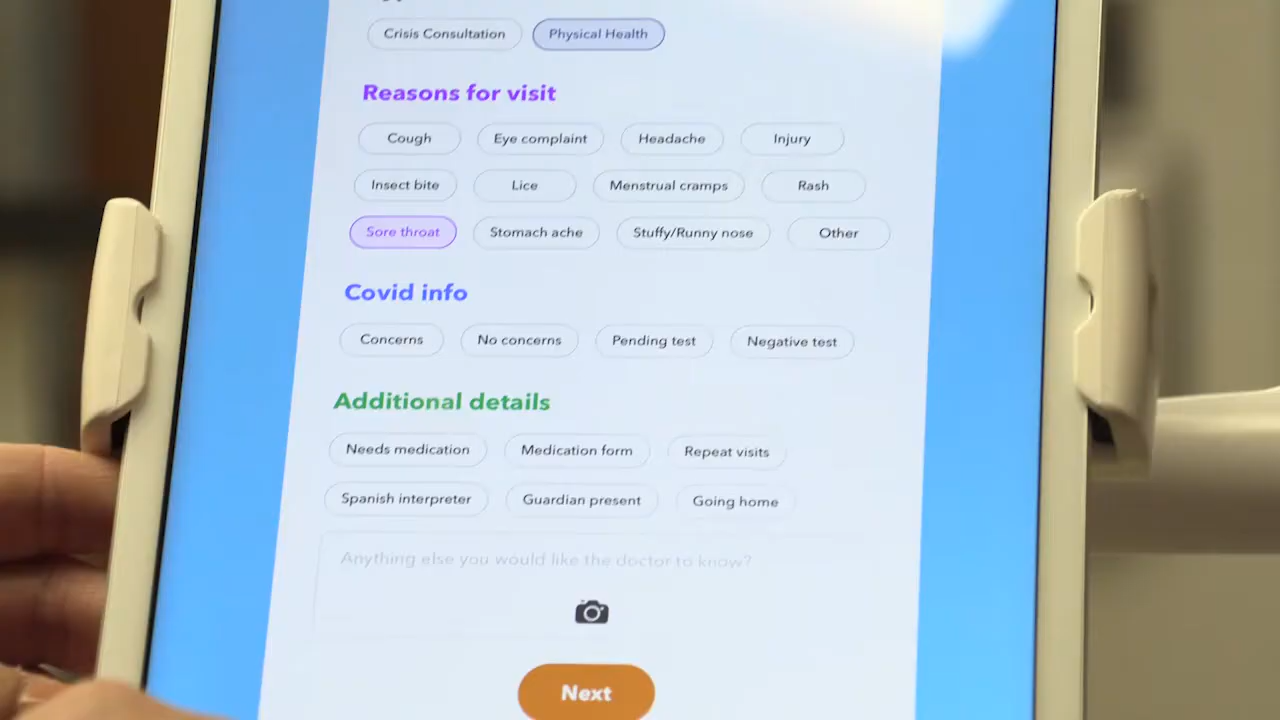 Crisis Consultation Physical Health
Reasons for visit
Cough Eye complaint Headache Injury
Insect bite Lice Menstrual cramps Rash
Sore throat Stomach ache Stuffy/Runny nose Other
Covid info
Concerns No concerns Pending test Negative test
Additional details
Needs medication Medication form Repeat visits
Spanish interpreter Guardian present Going home
Anything else you would like the doctor to know?
Next